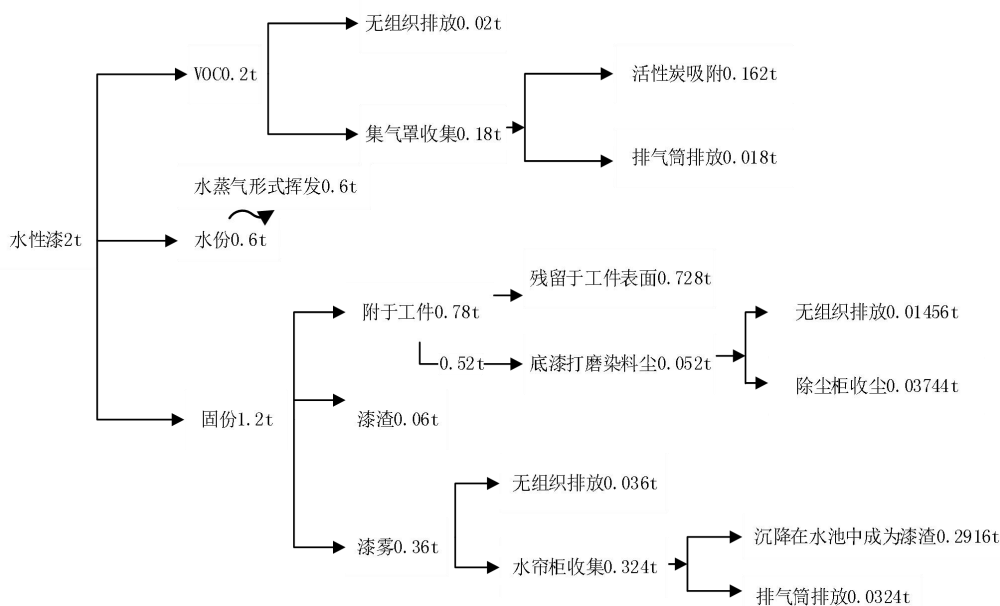 无组织排放0.02t
VOC0.2t
活性炭吸附0.162t
集气罩收集0.18t
排气筒排放0.018t
水蒸气形式挥发0.6t
水性漆2t
水份0.6t
残留于工件表面0.728t
附于工件0.78t
无组织排放0.01456t
0.52t
底漆打磨染料尘0.052t
除尘柜收尘0.03744t
固份1.2t
漆渣0.06t
无组织排放0.036t
漆雾0.36t
沉降在水池中成为漆渣0.2916t
水帘柜收集0.324t
排气筒排放0.0324t